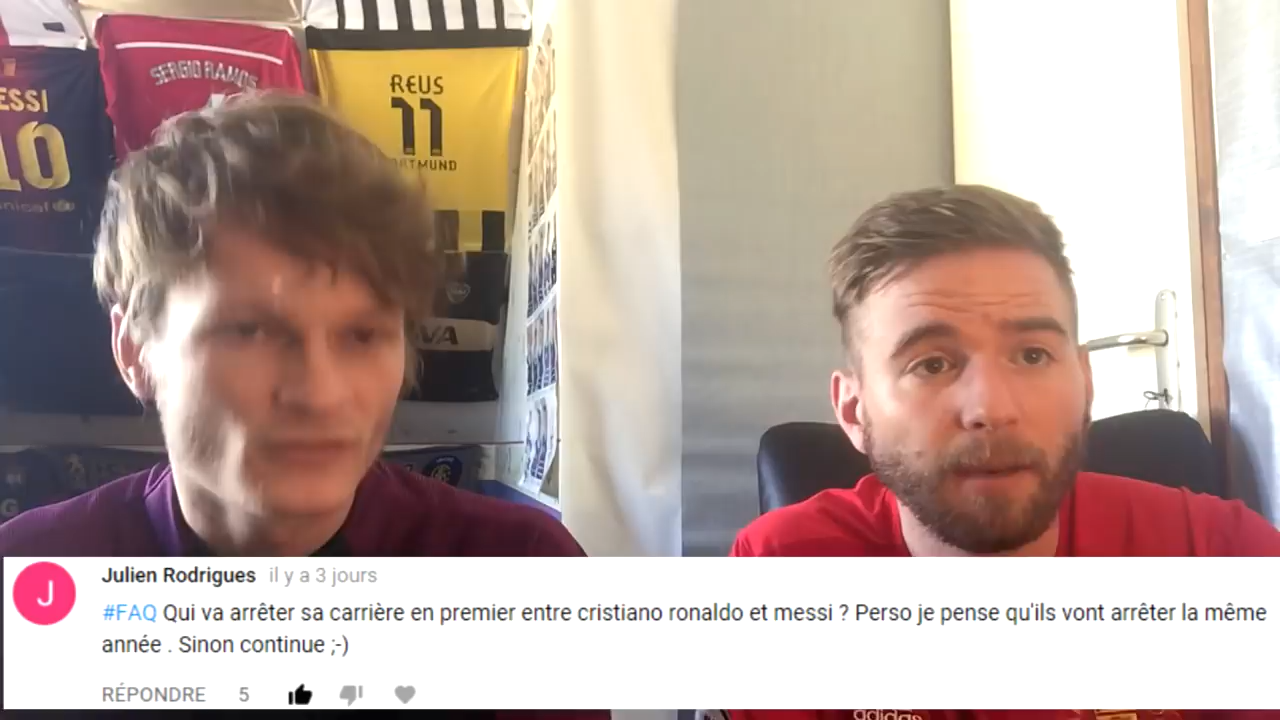 SERGIO RAMOS
REUS
11
ESSI
10
Julien Rodrigues il y a 3 jours
#FAQ Qui va arrêter sa carrière en premier entre cristiano ronaldo et messi ? Perso je pense qu'ils vont arrêter la même
année . Sinon continue ;-)
RÉPONDRE 5
J
adidas